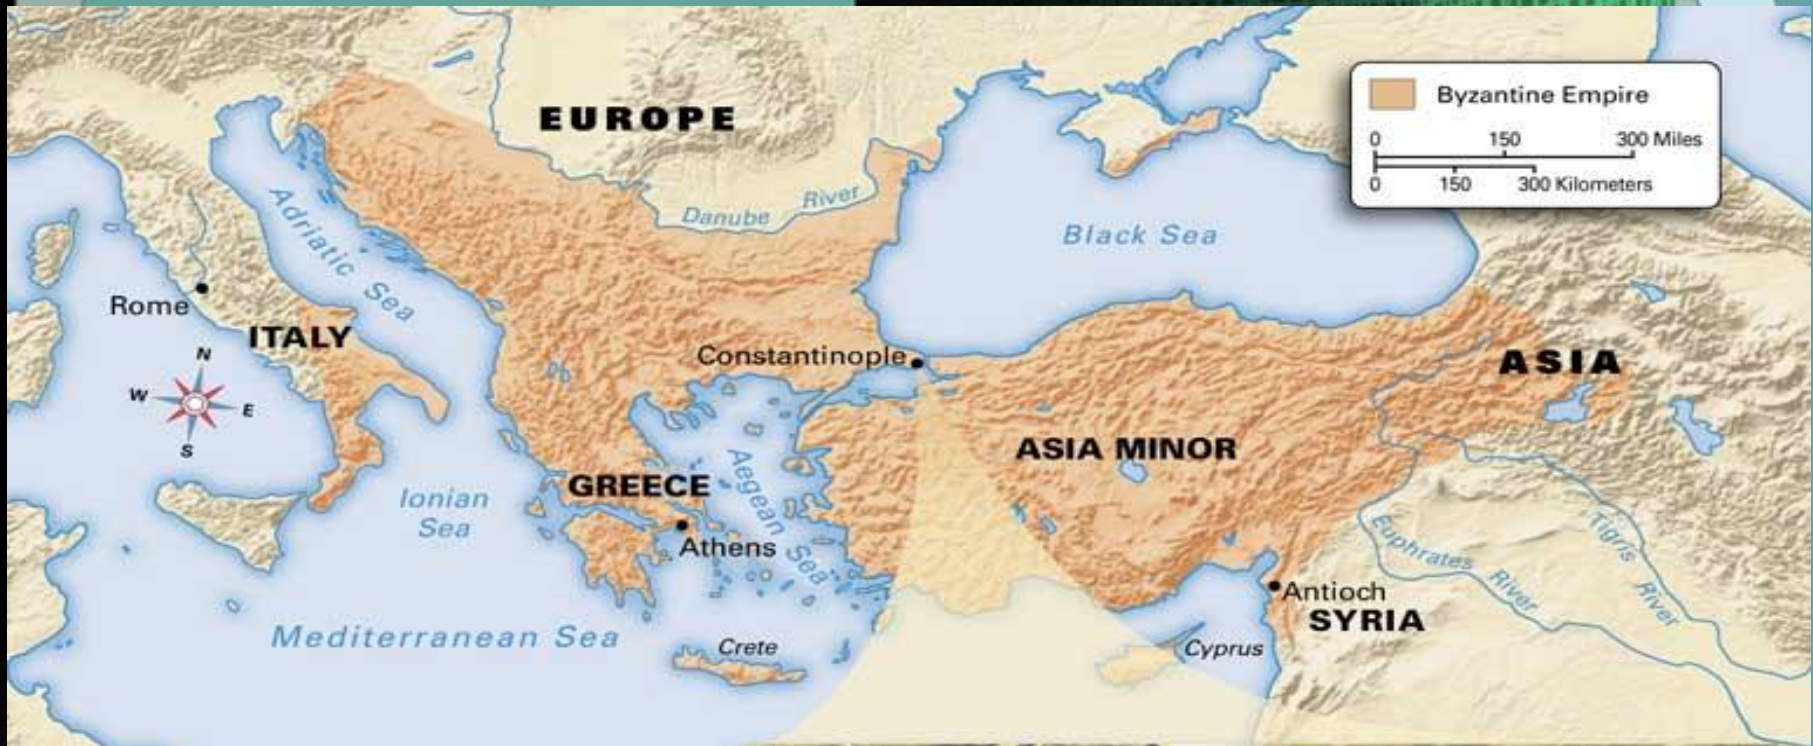 EUROPE
Byzantine Empire
0 150 300 Miles
0 150 300 Kilometers
Danube River
Adriatic Sea
Black Sea
Rome
ITALY
N
W E
S
Constantinople
ASIA
ASIA MINOR
GREECE
Aegean Sea
Ionian
Sea
Athens
Euphrates River
Tigris River
Antioch
SYRIA
Mediterranean Sea
Crete
Cyprus